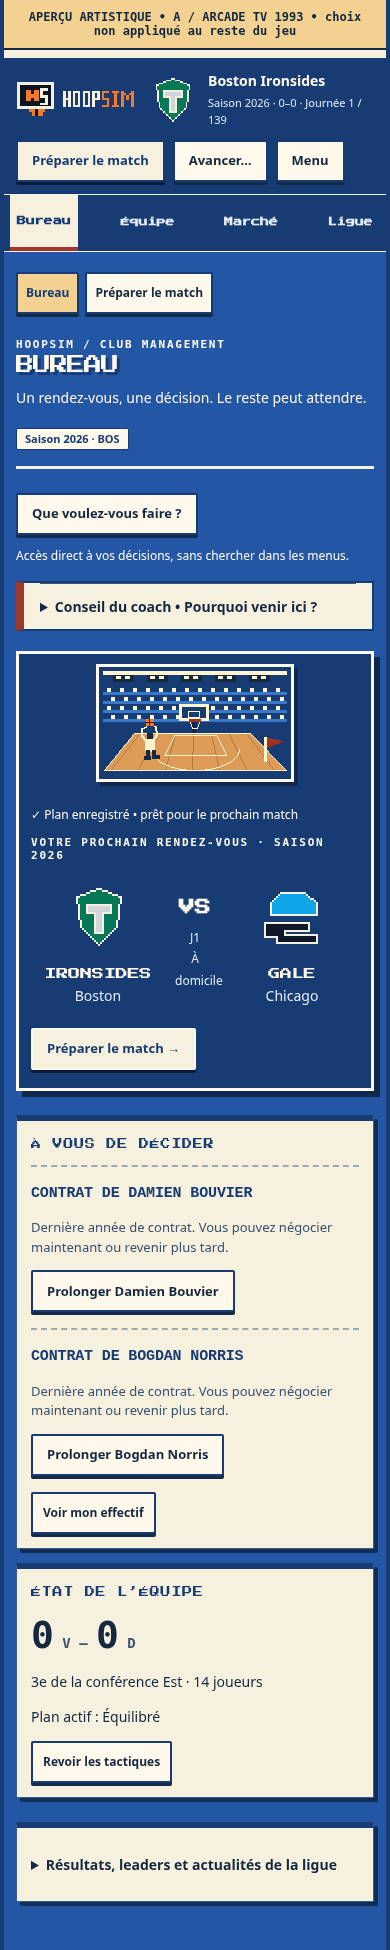 APERÇU ARTISTIQUE • A / ARCADE TV 1993 • choix
non appliqué au reste du jeu
HS HOOPSIM
Boston Ironsides
Saison 2026 · 0–0 · Journée 1 /
139
Préparer le match
Avancer...
Menu
Bureau
équipe
Marché
Ligue
Bureau
Préparer le match
HOOPSIM / CLUB MANAGEMENT
BUREAU
Un rendez-vous, une décision. Le reste peut attendre.
Saison 2026 · BOS
Que voulez-vous faire ?
Accès direct à vos décisions, sans chercher dans les menus.
▶ Conseil du coach • Pourquoi venir ici ?
✓ Plan enregistré • prêt pour le prochain match
VOTRE PROCHAIN RENDEZ-VOUS · SAISON
2026
IRONSIDES
Boston
VS
J1
À
domicile
GALE
Chicago
Préparer le match →
à VOUS DE DéCIDER
CONTRAT DE DAMIEN BOUVIER
Dernière année de contrat. Vous pouvez négocier
maintenant ou revenir plus tard.
Prolonger Damien Bouvier
CONTRAT DE BOGDAN NORRIS
Dernière année de contrat. Vous pouvez négocier
maintenant ou revenir plus tard.
Prolonger Bogdan Norris
Voir mon effectif
éTAT DE L'éQUIPE
0 V – 0 D
3e de la conférence Est · 14 joueurs
Plan actif : Équilibré
Revoir les tactiques
▶ Résultats, leaders et actualités de la ligue